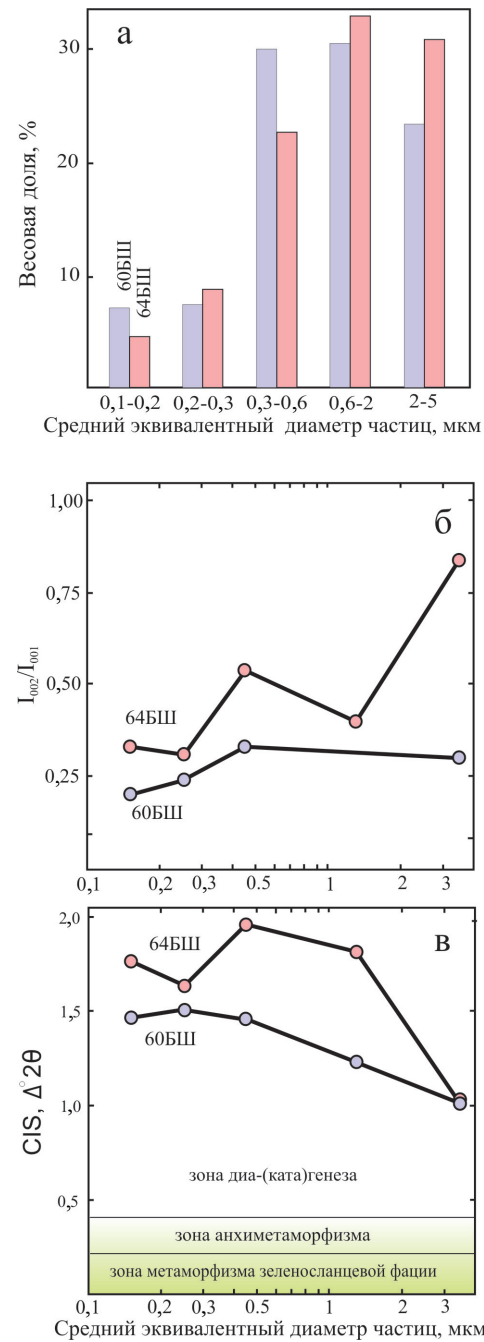 а
Весовая доля, %
30
20
10
60БШ
64БШ
0,1-0,2 0,2-0,3 0,3-0,6 0,6-2 2-5
Средний эквивалентный диаметр частиц, мкм
б
I002/I001
1,00
0,75
0,50
0,25
64БШ
60БШ
0,1 0,2 0,3 0.5 1 2 3
в
CIS, Δ°2θ
2,0
1,5
1,0
0,5
64БШ
60БШ
зона диа-(ката)генеза
зона анхиметаморфизма
зона метаморфизма зеленосланцевой фации
0,1 0,2 0,3 0.5 1 2 3
Средний эквивалентный диаметр частиц, мкм